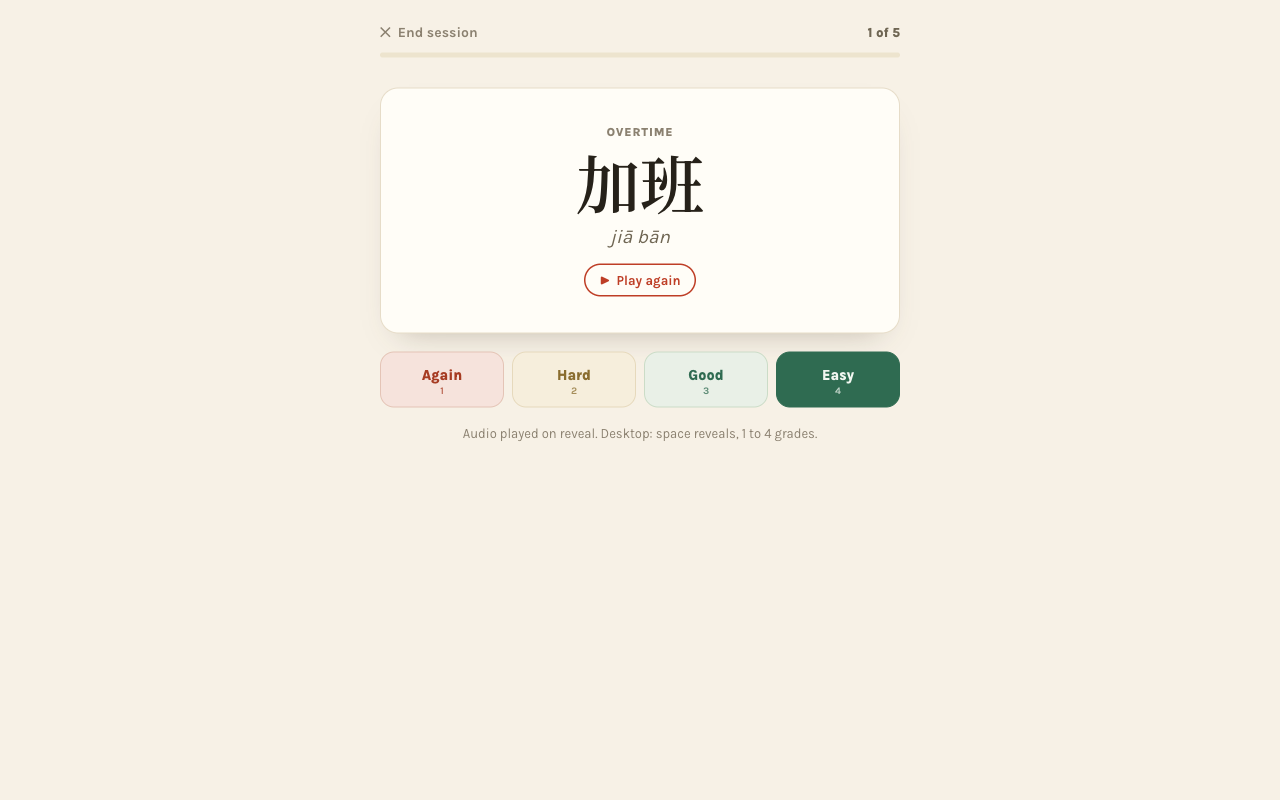 End session
1 of 5
OVERTIME
加班
jiā bān
Play again
Again
1
Hard
2
Good
3
Easy
4
Audio played on reveal. Desktop: space reveals, 1 to 4 grades.